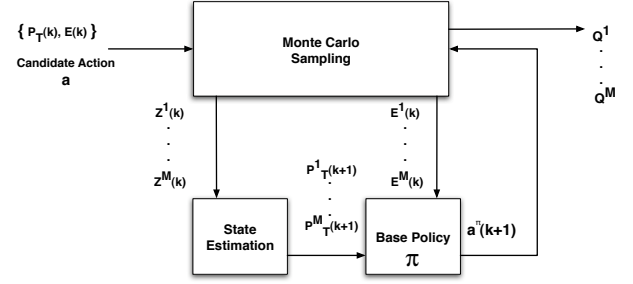 { P_T(k), E(k) }
Candidate Action
a
Monte Carlo
Sampling
Q^1
.
.
.
Q^M
Z^1(k)
.
.
.
Z^M(k)
E^1(k)
.
.
.
E^M(k)
P^1_T(k+1)
.
.
.
P^M_T(k+1)
State
Estimation
Base Policy
π
a^π(k+1)